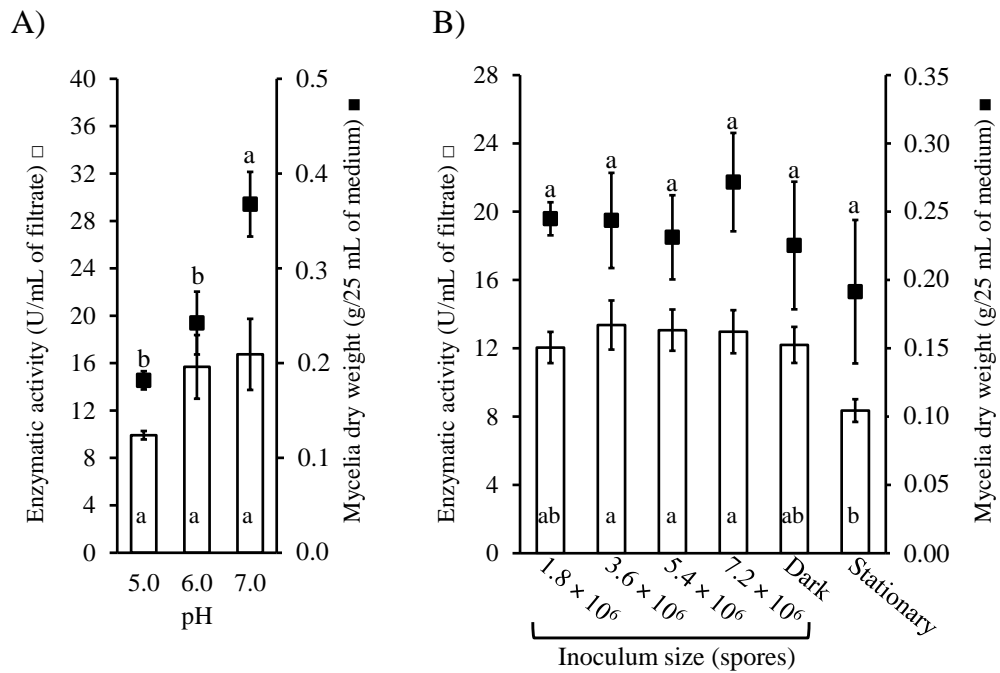 A)
B)
Enzymatic activity (U/mL of filtrate) □
40
36
32
28
24
20
16
12
8
4
0
0.5
0.4
0.3
0.2
0.1
0.0
Mycelia dry weight (g/25 mL of medium) ■
b
b
a
a
a
a
5.0
6.0
7.0
pH
Enzymatic activity (U/mL of filtrate) □
28
24
20
16
12
8
4
0
0.35
0.30
0.25
0.20
0.15
0.10
0.05
0.00
Mycelia dry weight (g/25 mL of medium) ■
a
a
a
a
a
a
ab
a
a
a
ab
b
1.8 × 10⁶
3.6 × 10⁶
5.4 × 10⁶
7.2 × 10⁶
Dark
Stationary
Inoculum size (spores)